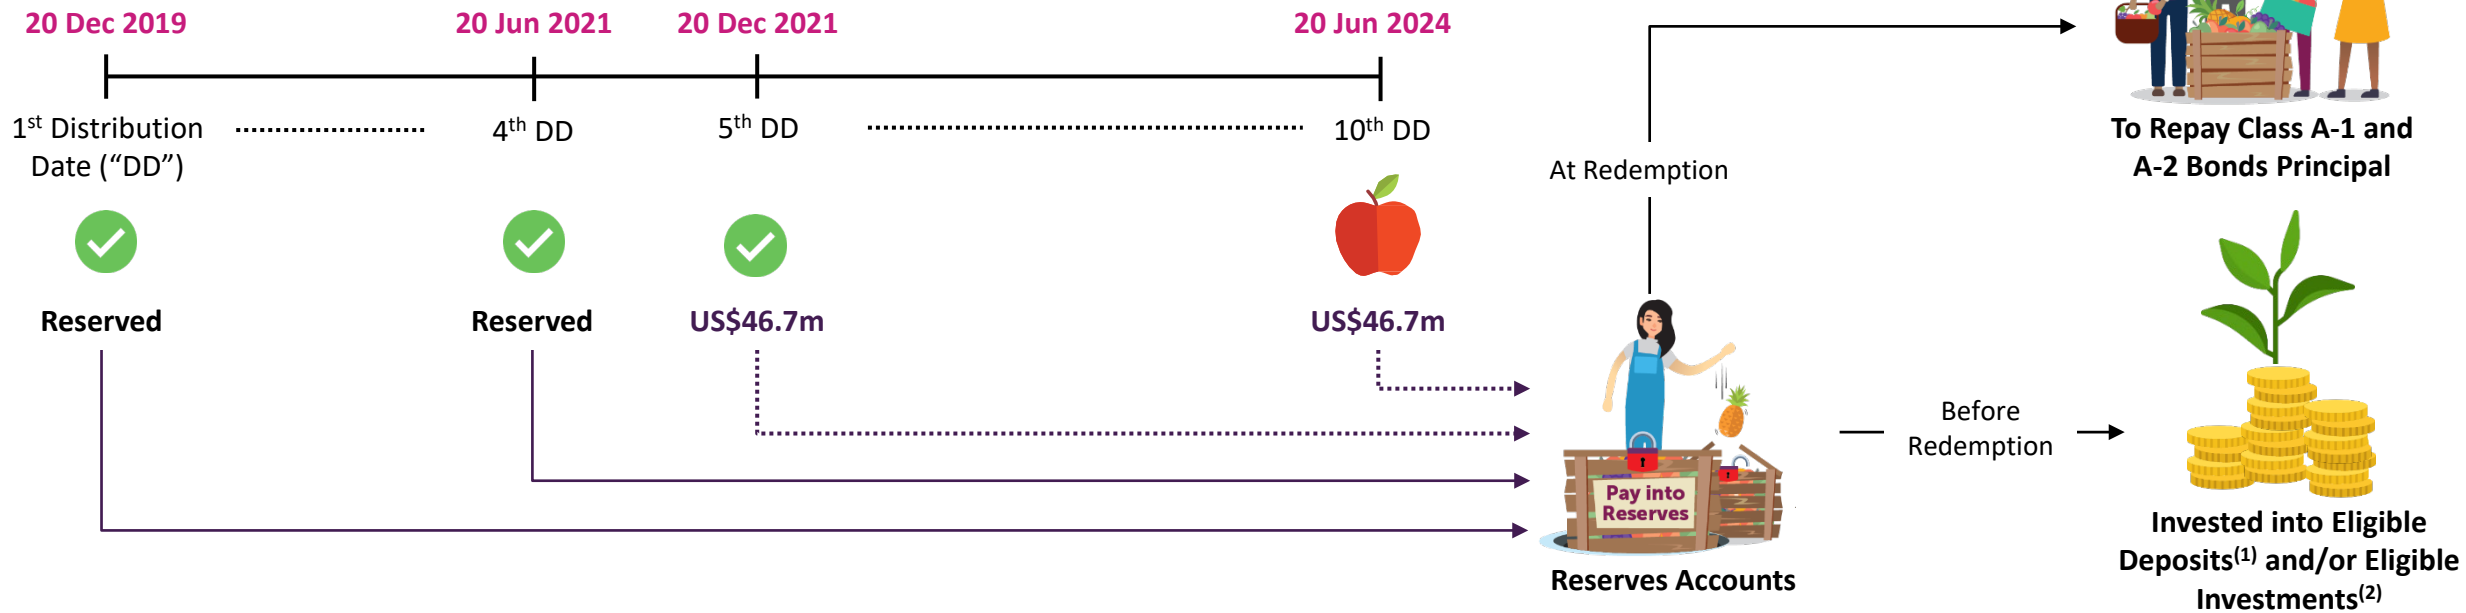 20 Dec 2019
20 Jun 2021
20 Dec 2021
20 Jun 2024
1st Distribution
Date (“DD”)
4th DD
5th DD
10th DD
Reserved
Reserved
US$46.7m
US$46.7m
At Redemption
To Repay Class A-1 and
A-2 Bonds Principal
Pay into
Reserves
Reserves Accounts
Before
Redemption
Invested into Eligible
Deposits(1) and/or Eligible
Investments(2)